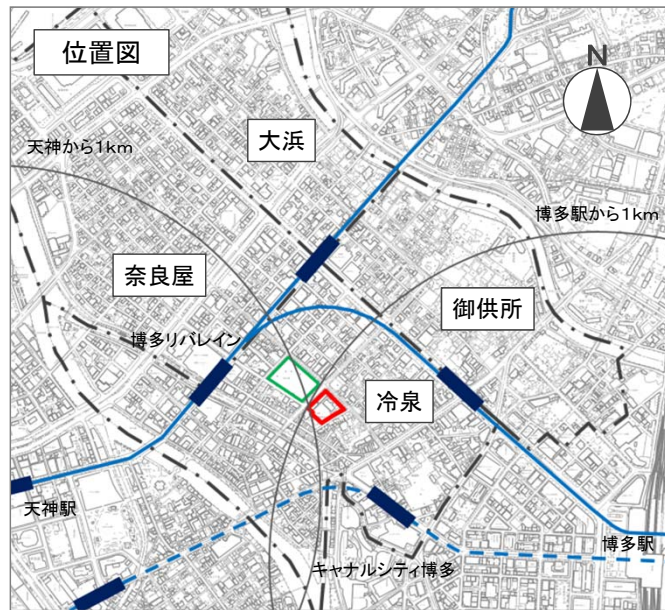 位置図
N
大浜
天神から1km
博多駅から1km
奈良屋
御供所
博多リバレイン
冷泉
天神駅
博多駅
キャナルシティ博多